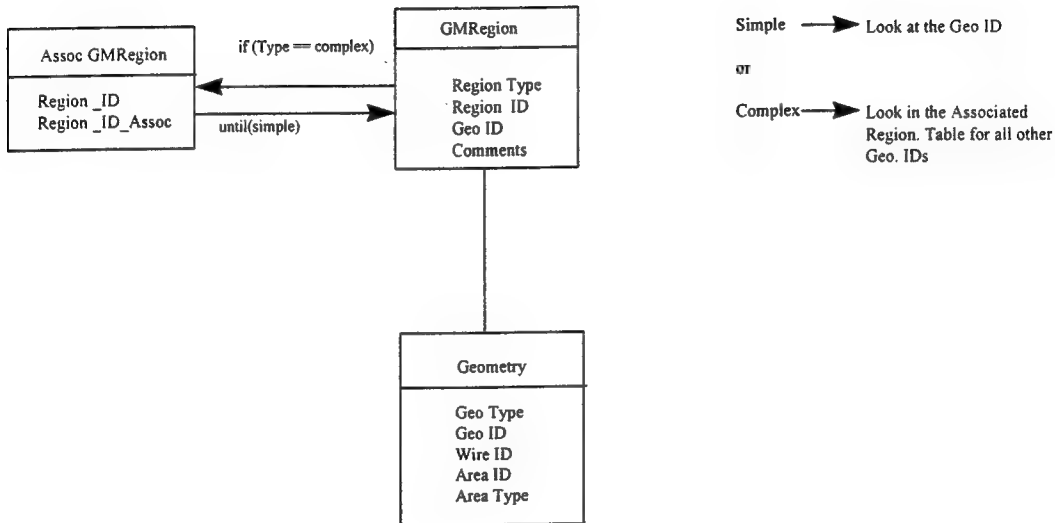 Assoc GMRegion
Region _ID
Region _ID_Assoc
if (Type == complex)
until(simple)
GMRegion
Region Type
Region ID
Geo ID
Comments
Simple
Look at the Geo ID
or
Complex
Look in the Associated
Region. Table for all other
Geo. IDs
Geometry
Geo Type
Geo ID
Wire ID
Area ID
Area Type